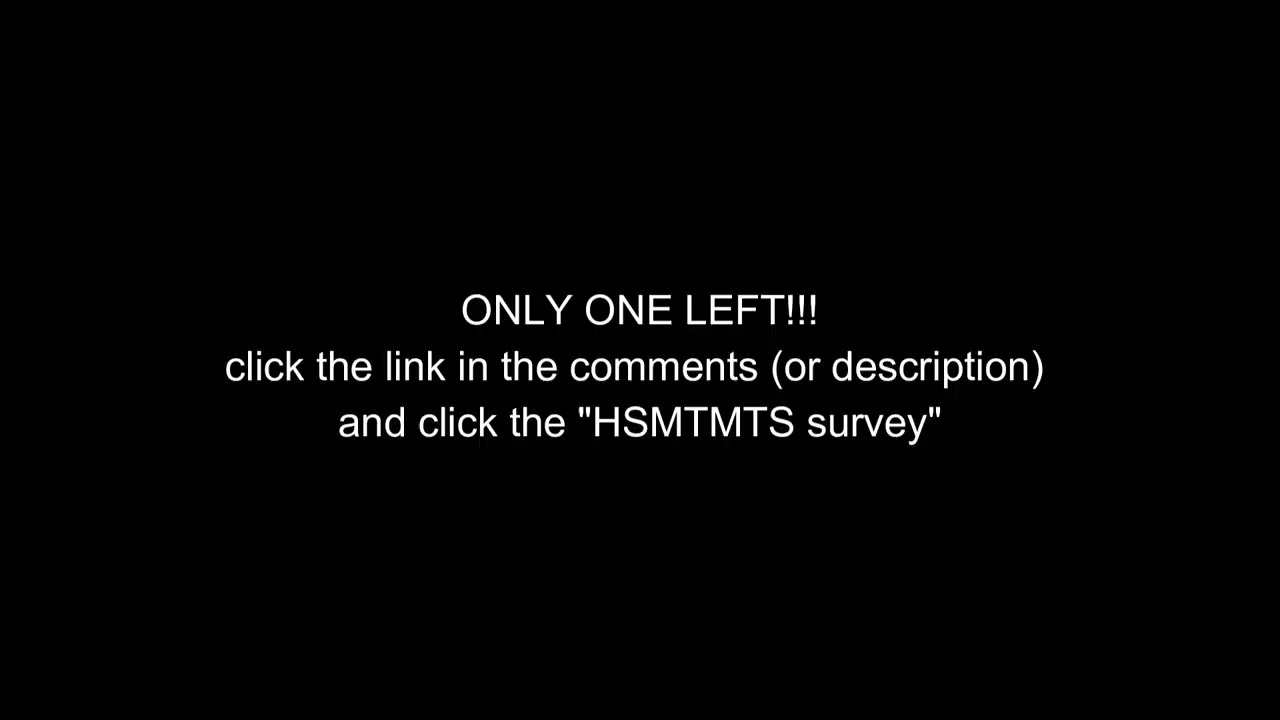 ONLY ONE LEFT!!!
click the link in the comments (or description)
and click the "HSMTMTS survey"